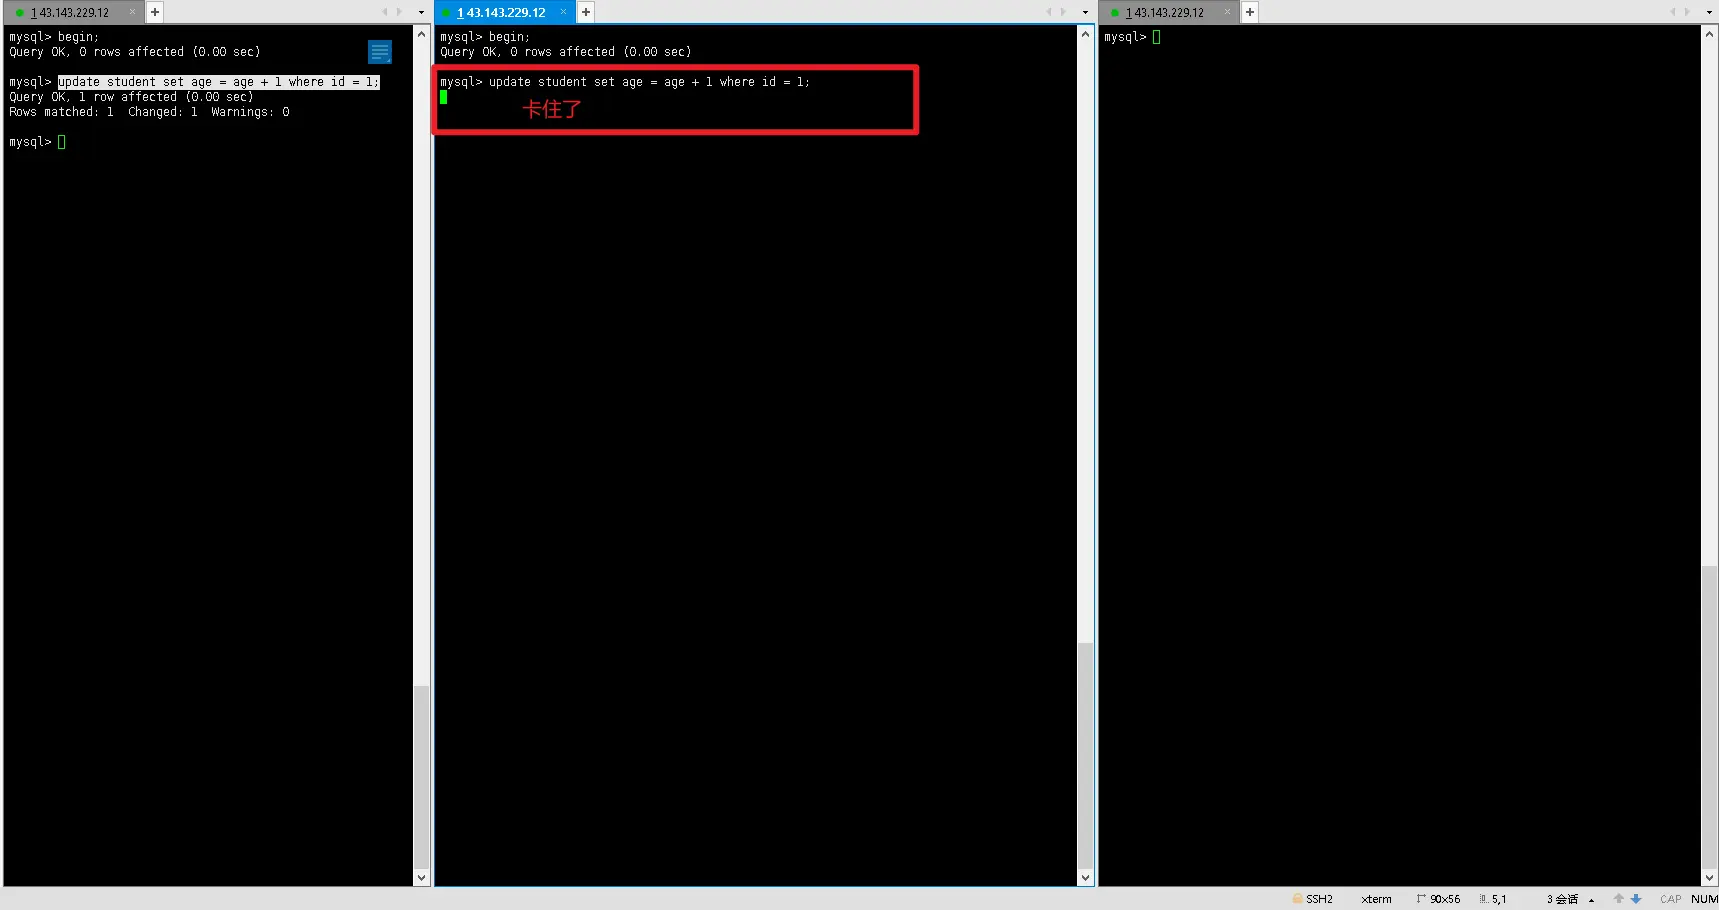 1 43.143.229.12
1 43.143.229.12
1 43.143.229.12
mysql> begin;
Query OK, 0 rows affected (0.00 sec)
mysql> update student set age = age + 1 where id = 1;
Query OK, 1 row affected (0.00 sec)
Rows matched: 1  Changed: 1  Warnings: 0
mysql>
mysql> begin;
Query OK, 0 rows affected (0.00 sec)
mysql> update student set age = age + 1 where id = 1;
卡住了
mysql>
SSH2 xterm 90x56 5,1 3 会话 CAP NUM